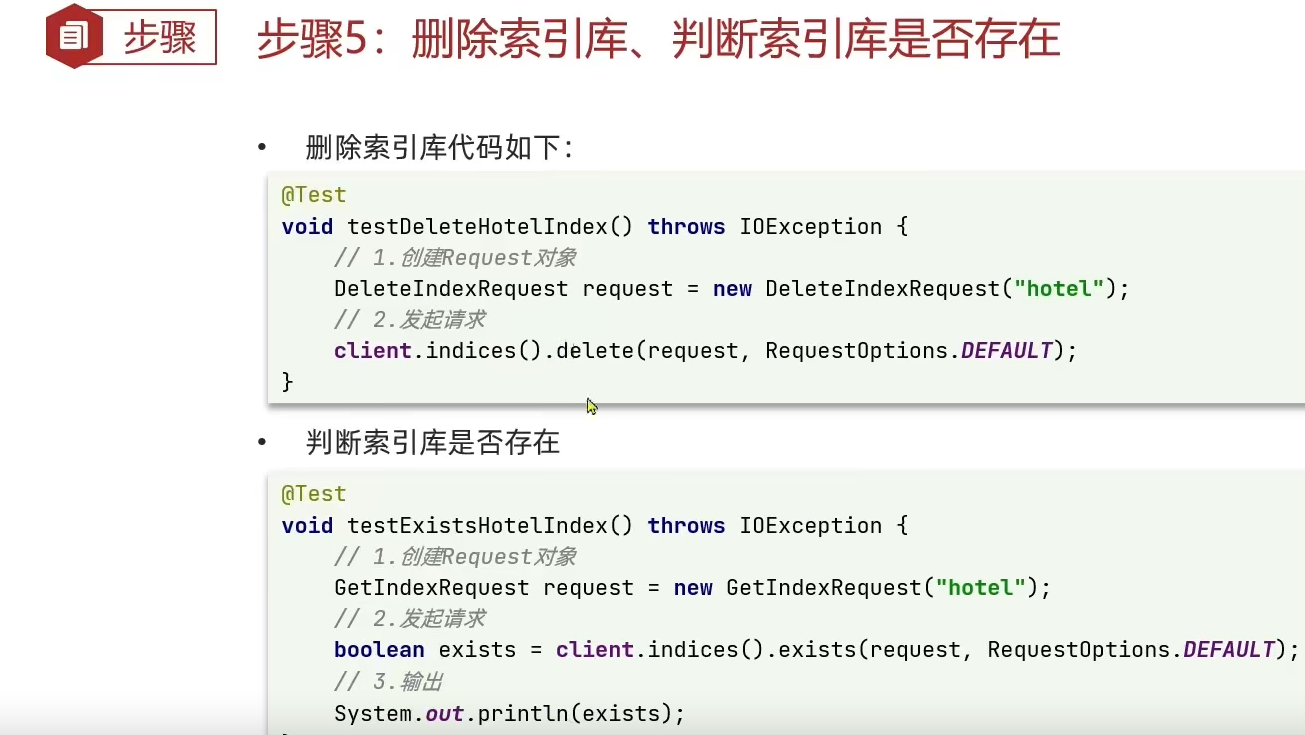 步骤
步骤5：删除索引库、判断索引库是否存在
• 删除索引库代码如下：
@Test
void testDeleteHotelIndex() throws IOException {
// 1.创建Request对象
DeleteIndexRequest request = new DeleteIndexRequest("hotel");
// 2.发起请求
client.indices().delete(request, RequestOptions.DEFAULT);
}
• 判断索引库是否存在
@Test
void testExistsHotelIndex() throws IOException {
// 1.创建Request对象
GetIndexRequest request = new GetIndexRequest("hotel");
// 2.发起请求
boolean exists = client.indices().exists(request, RequestOptions.DEFAULT);
// 3.输出
System.out.println(exists);